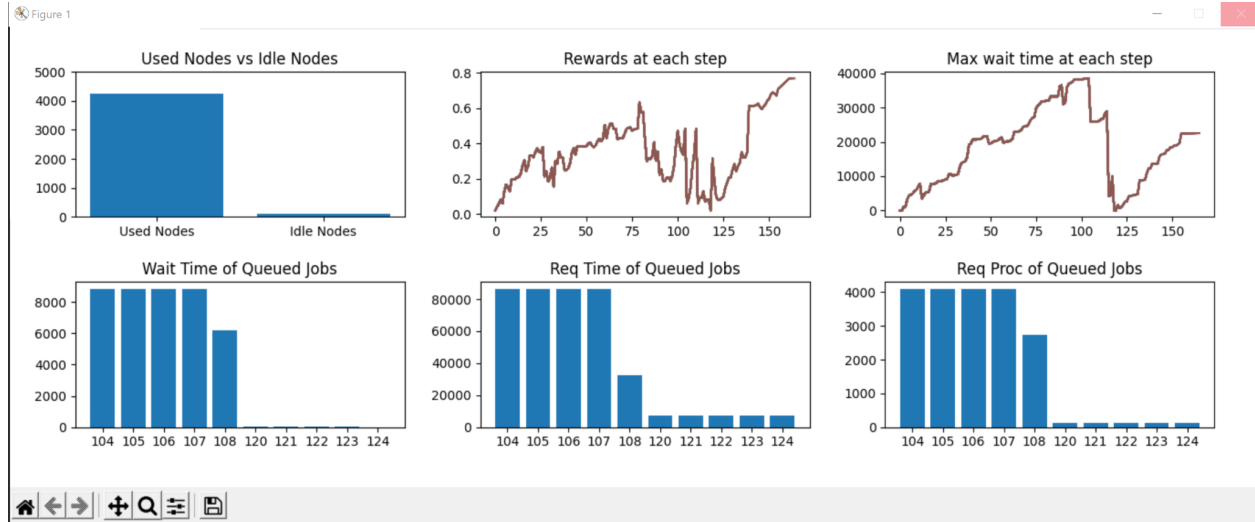 Figure 1
Used Nodes vs Idle Nodes
5000
4000
3000
2000
1000
0
Used Nodes Idle Nodes
Rewards at each step
0.8
0.6
0.4
0.2
0.0
0 25 50 75 100 125 150
Max wait time at each step
40000
30000
20000
10000
0
0 25 50 75 100 125 150
Wait Time of Queued Jobs
8000
6000
4000
2000
0
104 105 106 107 108 120 121 122 123 124
Req Time of Queued Jobs
80000
60000
40000
20000
0
104 105 106 107 108 120 121 122 123 124
Req Proc of Queued Jobs
4000
3000
2000
1000
0
104 105 106 107 108 120 121 122 123 124